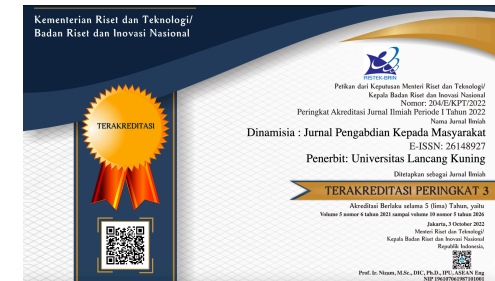 Kementerian Riset dan Teknologi/
Badan Riset dan Inovasi Nasional
RISTEK-BRIN
Petikan dari Keputusan Menteri Riset dan Teknologi/
Kepala Badan Riset dan Inovasi Nasional
Nomor: 204/E/KPT/2022
Peringkat Akreditasi Jurnal Ilmiah Periode I Tahun 2022
Nama Jurnal Ilmiah
Dinamisia : Jurnal Pengabdian Kepada Masyarakat
E-ISSN: 26148927
Penerbit: Universitas Lancang Kuning
Ditetapkan sebagai Jurnal Ilmiah
TERAKREDITASI PERINGKAT 3
Akreditasi Berlaku selama 5 (lima) Tahun, yaitu
Volume 5 nomor 6 tahun 2021 sampai volume 10 nomor 5 tahun 2026
Jakarta, 3 October 2022
Menteri Riset dan Teknologi/
Kepala Badan Riset dan Inovasi Nasional
Republik Indonesia,
Prof. Ir. Nizam, M.Sc., DIC, Ph.D., IPU, ASEAN Eng
NIP 196107061987101001
TERAKREDITASI